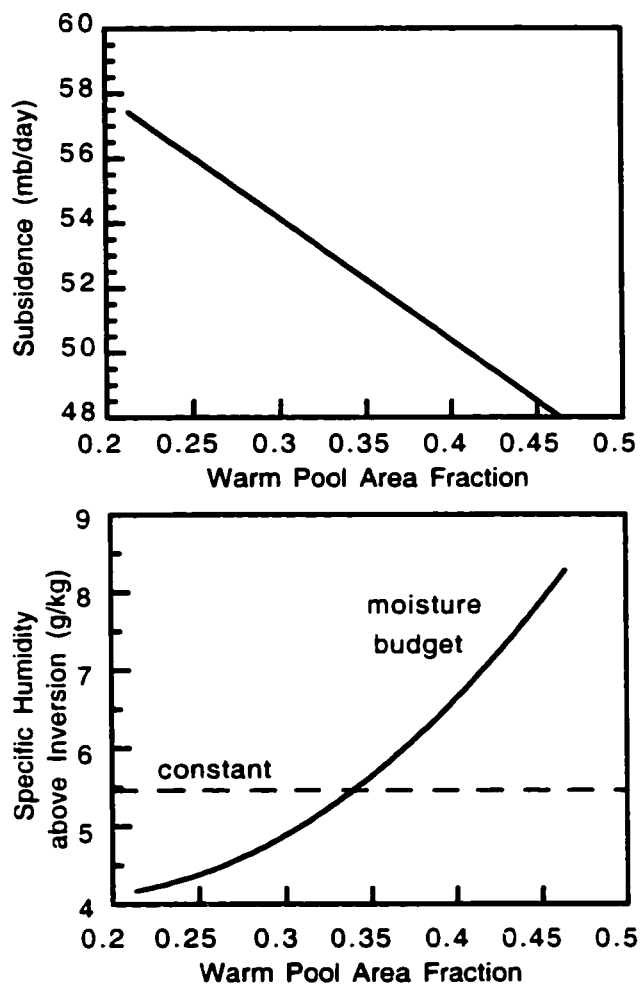 60
58
56
54
52
50
48
Subsidence (mb/day)
0.2 0.25 0.3 0.35 0.4 0.45 0.5
Warm Pool Area Fraction
9
8
7
6
5
4
Specific Humidity
above Inversion (g/kg)
moisture
budget
constant
0.2 0.25 0.3 0.35 0.4 0.45 0.5
Warm Pool Area Fraction